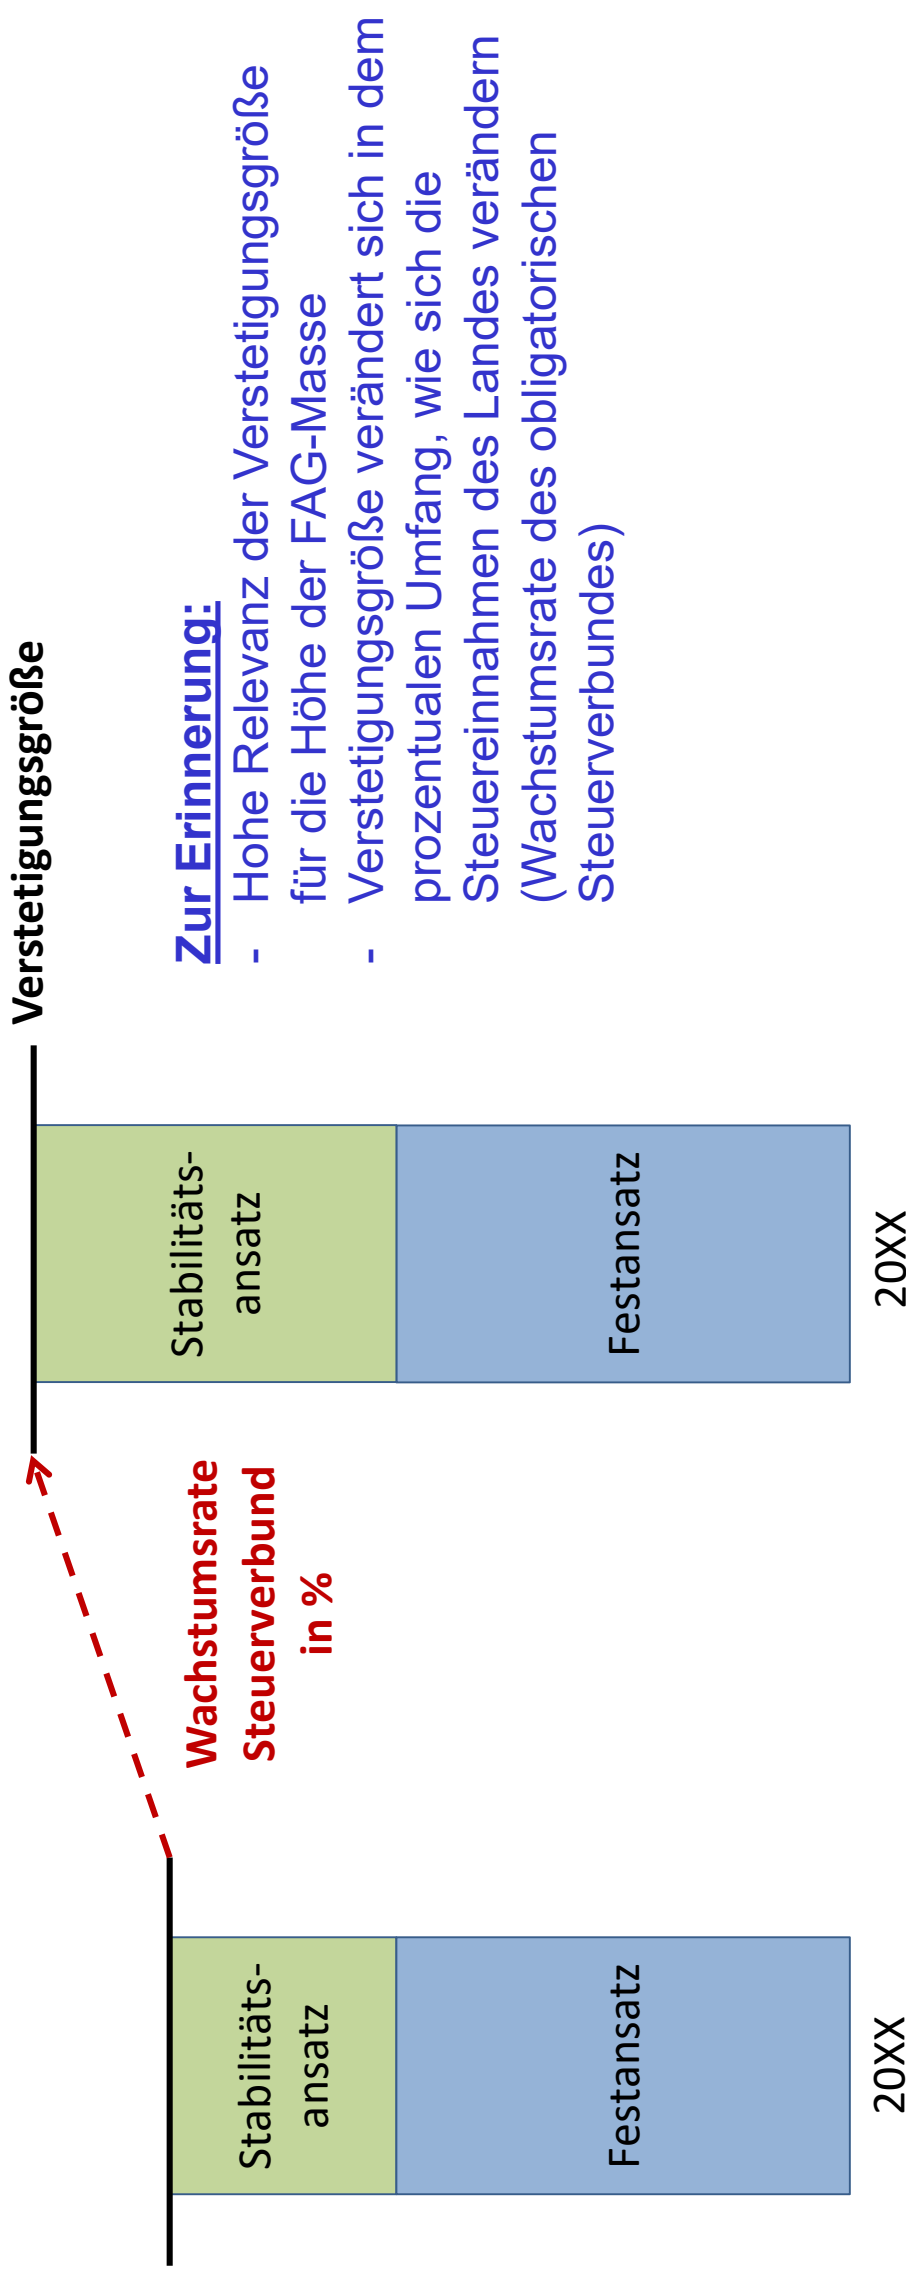 Verstetigungsgröße
Stabilitäts-
ansatz
Festansatz
20XX
Wachstumsrate
Steuerverbund
in %
Stabilitäts-
ansatz
Festansatz
20XX
Zur Erinnerung:
- Hohe Relevanz der Verstetigungsgröße
für die Höhe der FAG-Masse
- Verstetigungsgröße verändert sich in dem
prozentualen Umfang, wie sich die
Steuereinnahmen des Landes verändern
(Wachstumsrate des obligatorischen
Steuerverbundes)